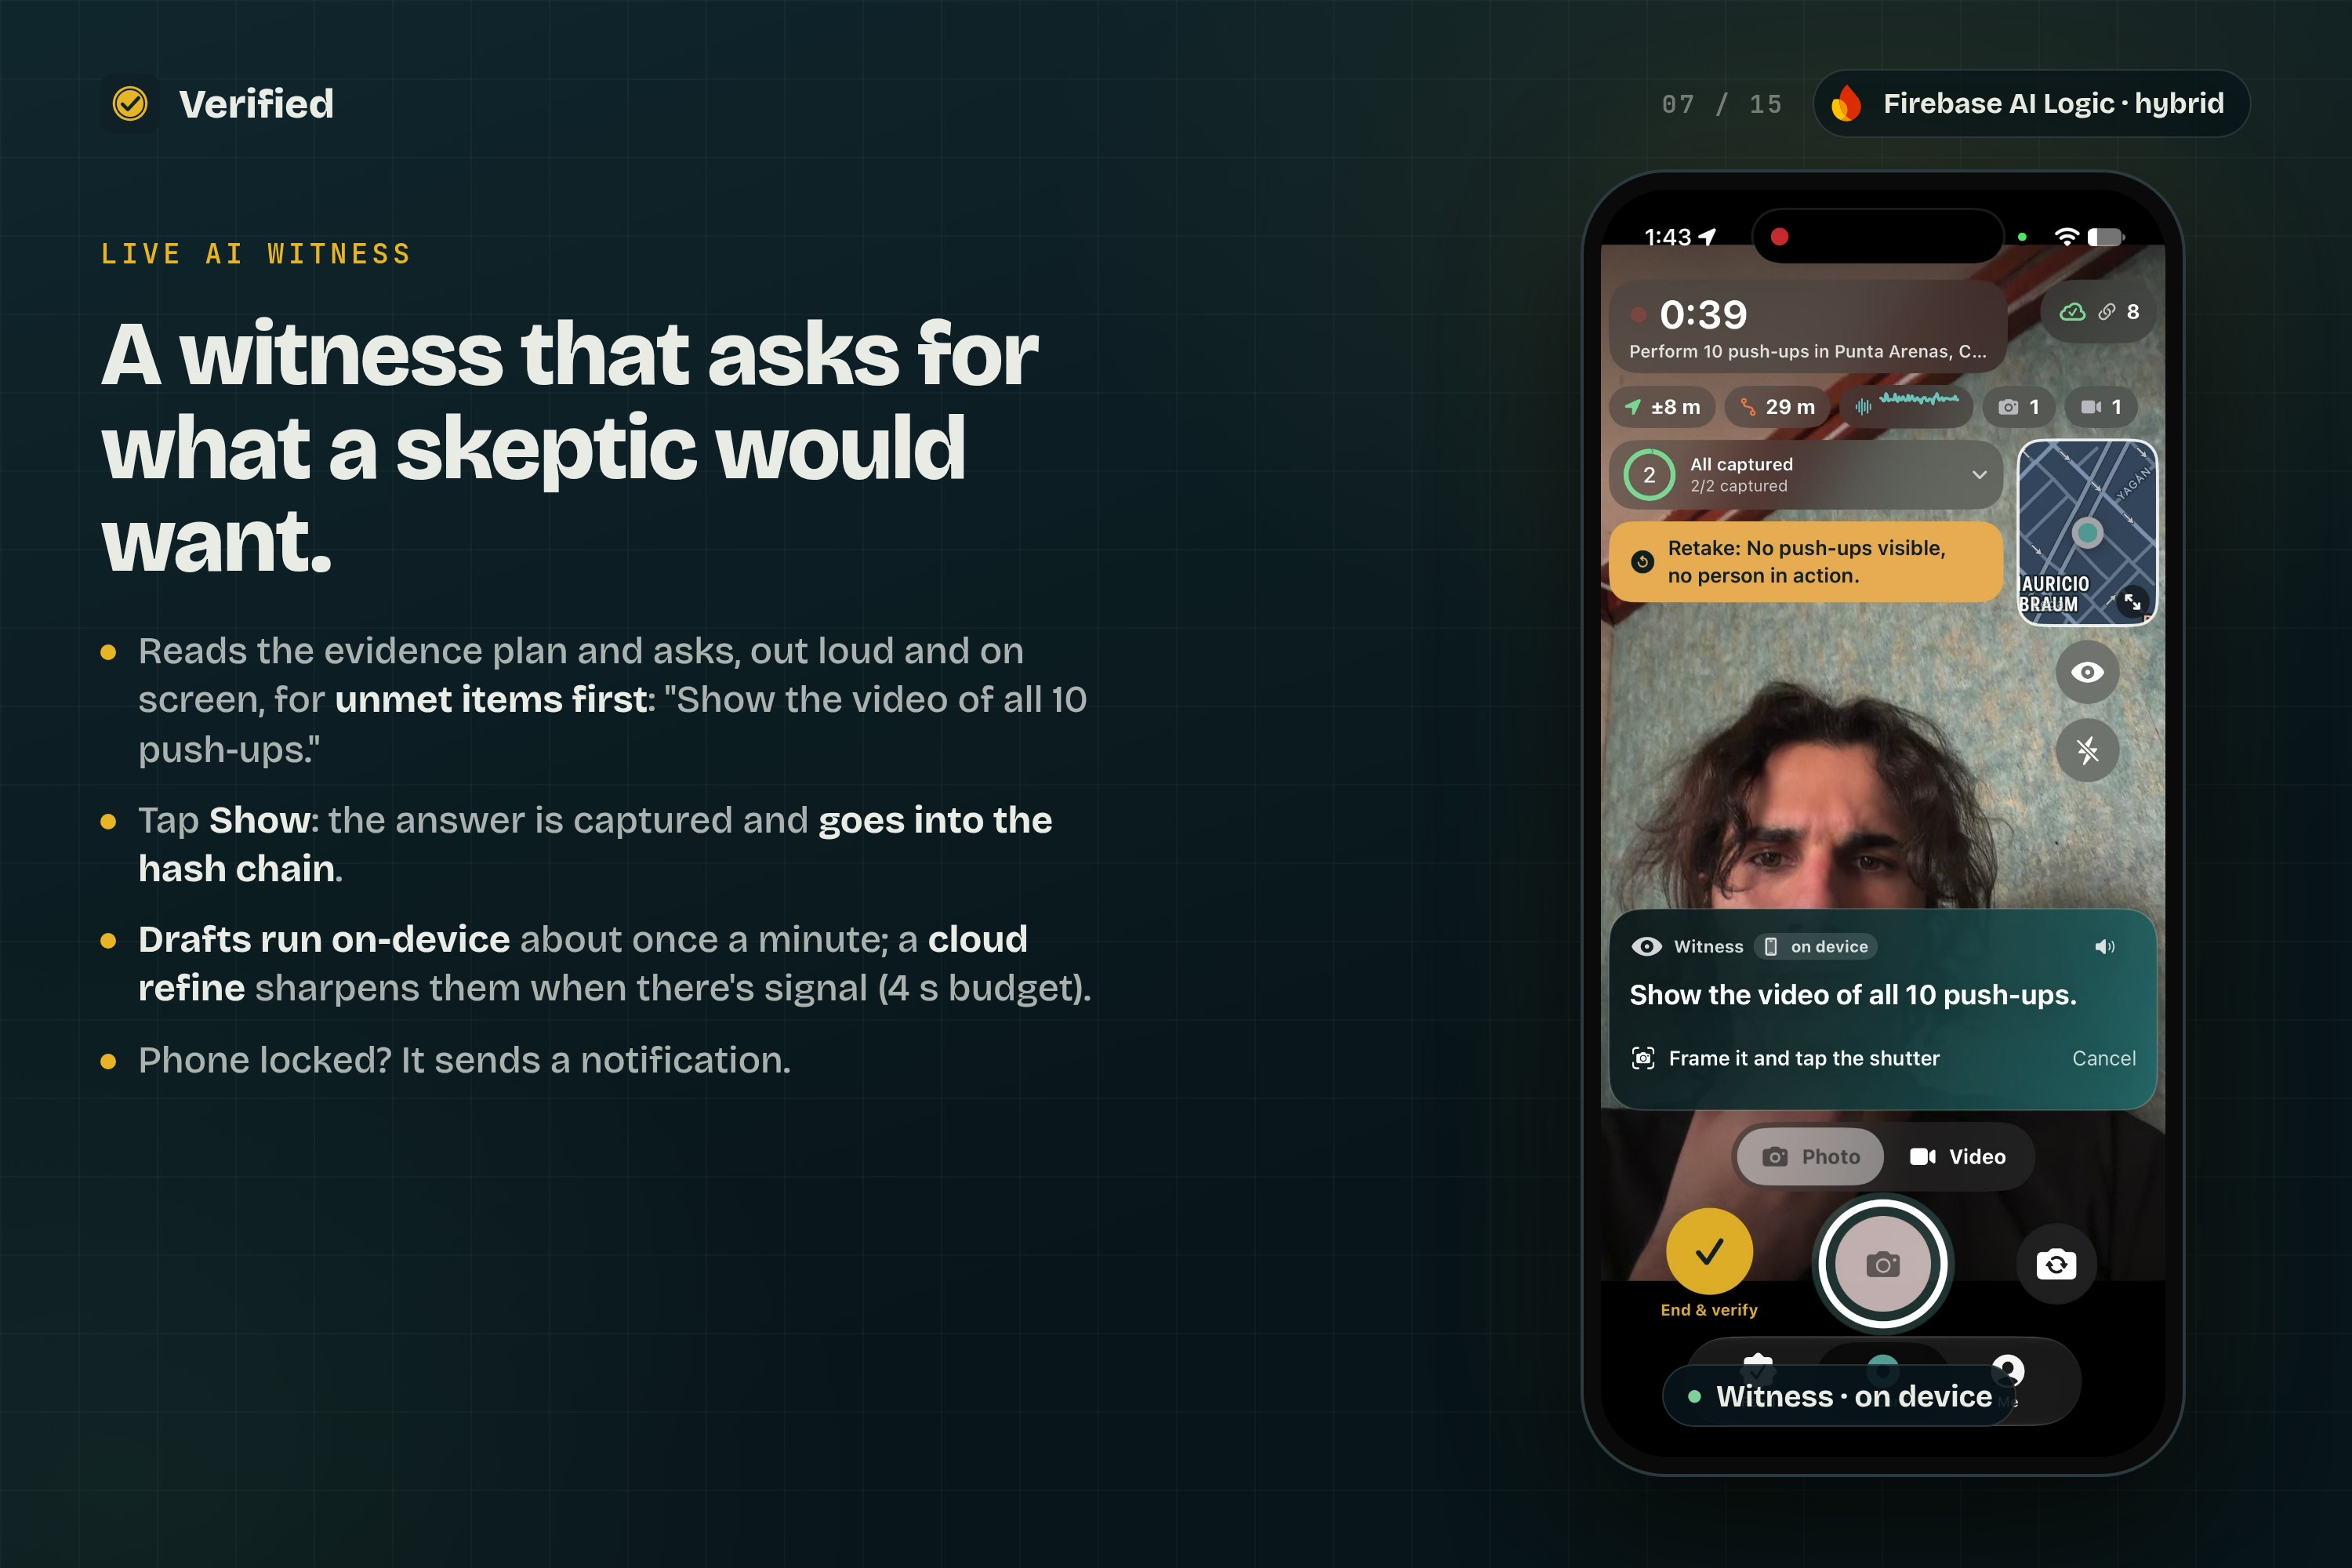 Verified
07 / 15
Firebase AI Logic · hybrid
LIVE AI WITNESS
A witness that asks for
what a skeptic would
want.
Reads the evidence plan and asks, out loud and on
screen, for unmet items first: "Show the video of all 10
push-ups."
Tap Show: the answer is captured and goes into the
hash chain.
Drafts run on-device about once a minute; a cloud
refine sharpens them when there's signal (4 s budget).
Phone locked? It sends a notification.
1:43
0:39
Perform 10 push-ups in Punta Arenas, C...
8
±8 m
29 m
1
1
2
All captured
2/2 captured
YAGÁN
AURICIO
BRAUM
Retake: No push-ups visible,
no person in action.
Witness
on device
Show the video of all 10 push-ups.
Frame it and tap the shutter
Cancel
Photo
Video
End & verify
Witness · on device